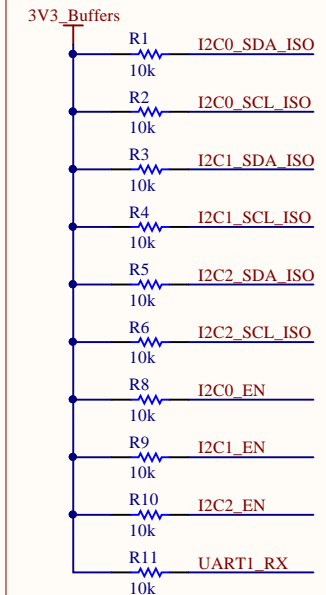 3V3_Buffers
R1
I2C0_SDA_ISO
10k
R2
I2C0_SCL_ISO
10k
R3
I2C1_SDA_ISO
10k
R4
I2C1_SCL_ISO
10k
R5
I2C2_SDA_ISO
10k
R6
I2C2_SCL_ISO
10k
R8
I2C0_EN
10k
R9
I2C1_EN
10k
R10
I2C2_EN
10k
R11
UART1_RX
10k